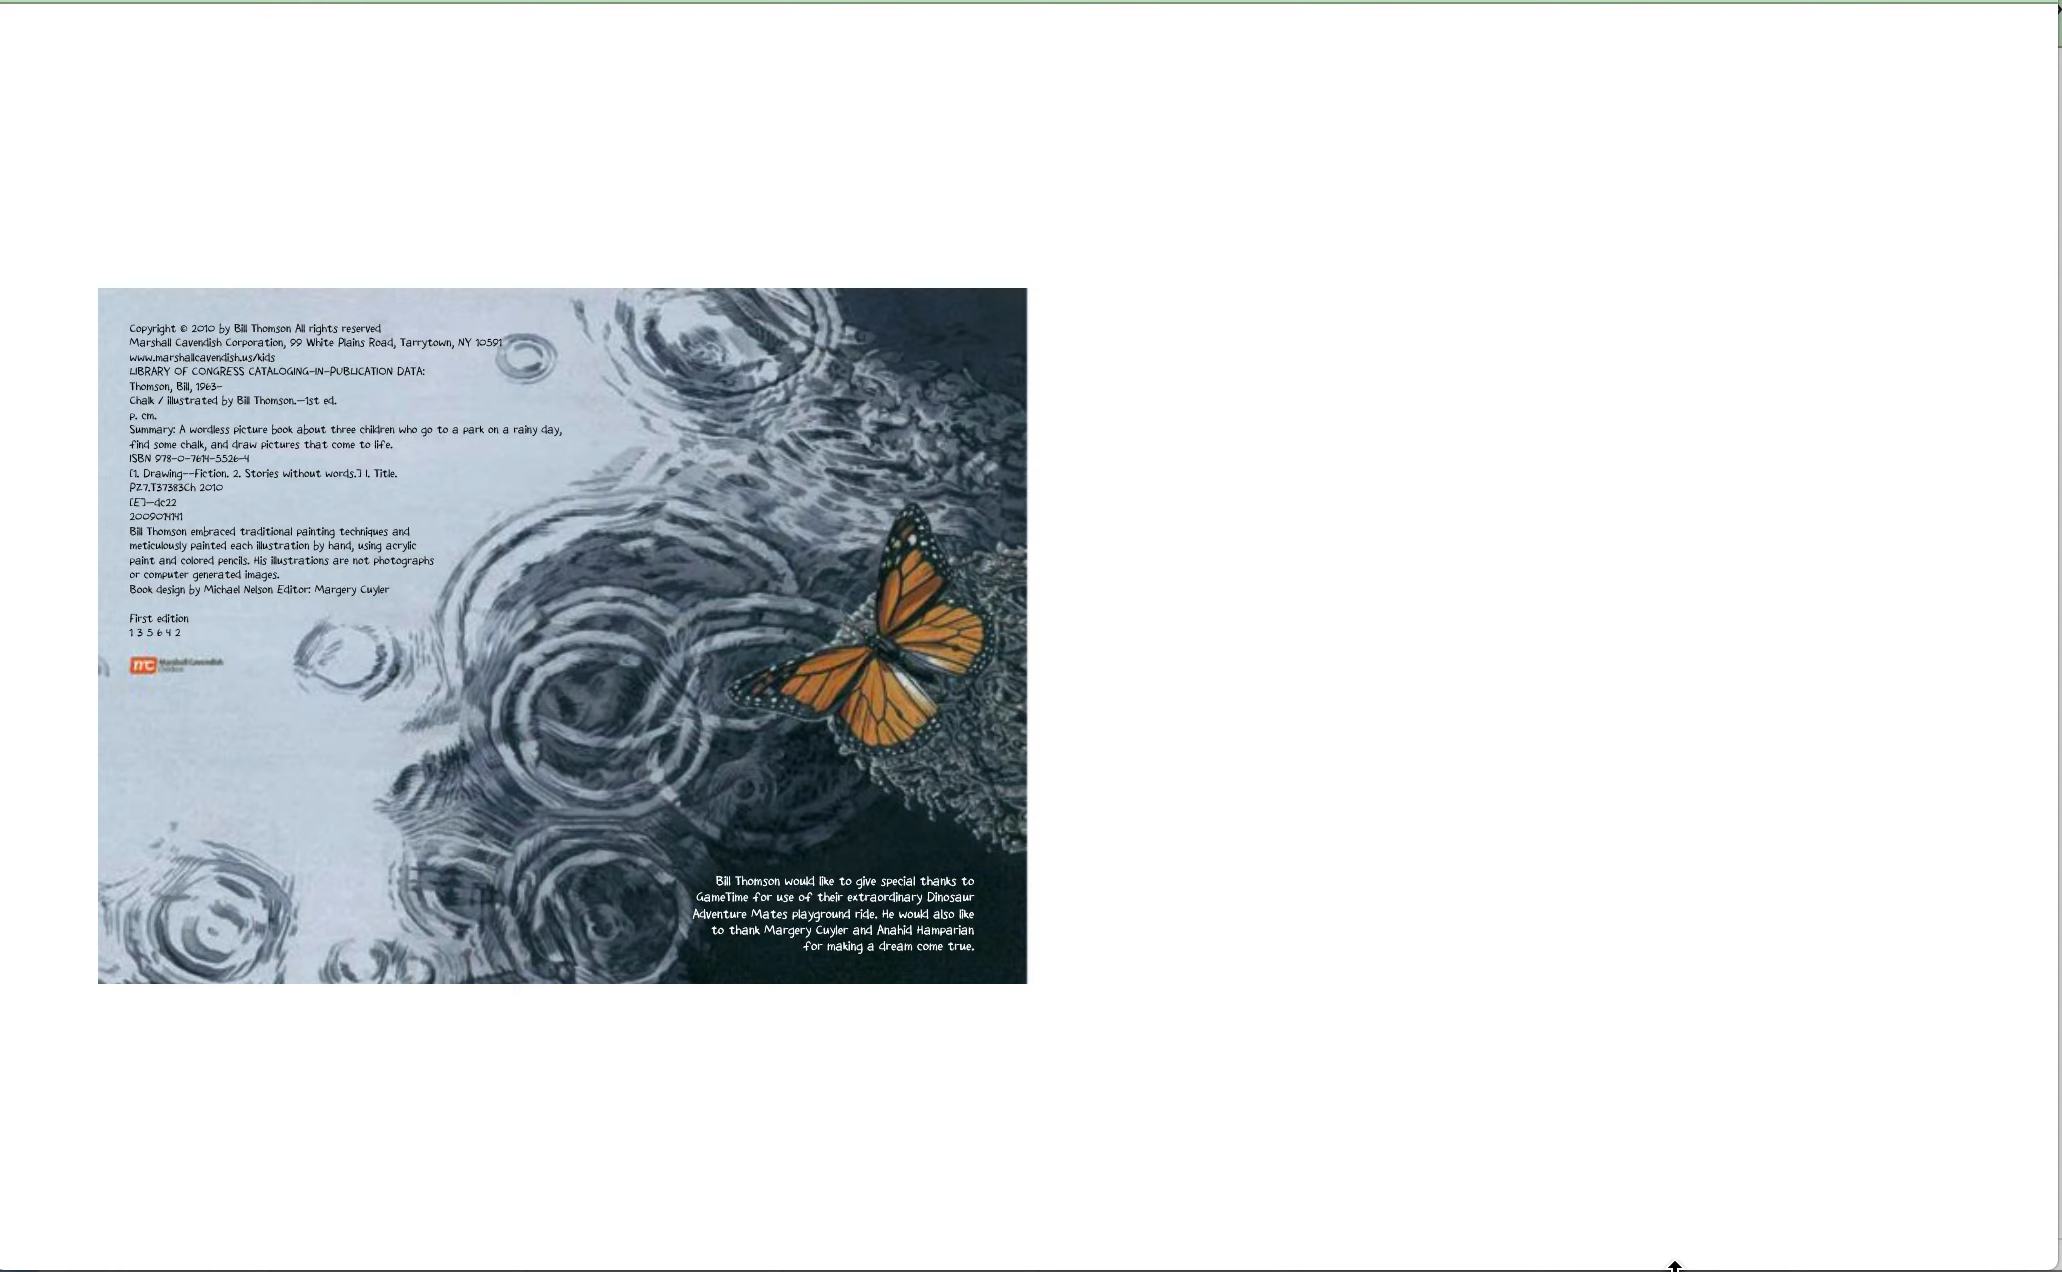 Copyright © 2010 by Bill Thomson All rights reserved
Marshall Cavendish Corporation, 99 White Plains Road, Tarrytown, NY 10591
www.marshallcavendish.us/kids
LIBRARY OF CONGRESS CATALOGING-IN-PUBLICATION DATA:
Thomson, Bill, 1963-
Chalk / illustrated by Bill Thomson.—1st ed.
p. cm.
Summary: A wordless picture book about three children who go to a park on a rainy day,
find some chalk, and draw pictures that come to life.
ISBN 978-0-7614-5526-4
[1. Drawing--Fiction. 2. Stories without words.] I. Title.
PZ7.T37383Ch 2010
[E]—dc22
2009014141
Bill Thomson embraced traditional painting techniques and
meticulously painted each illustration by hand, using acrylic
paint and colored pencils. His illustrations are not photographs
or computer generated images.
Book design by Michael Nelson Editor: Margery Cuyler
First edition
1 3 5 6 4 2
mc Marshall Cavendish
Children
Bill Thomson would like to give special thanks to
GameTime for use of their extraordinary Dinosaur
Adventure Mates playground ride. He would also like
to thank Margery Cuyler and Anahid Hamparian
for making a dream come true.